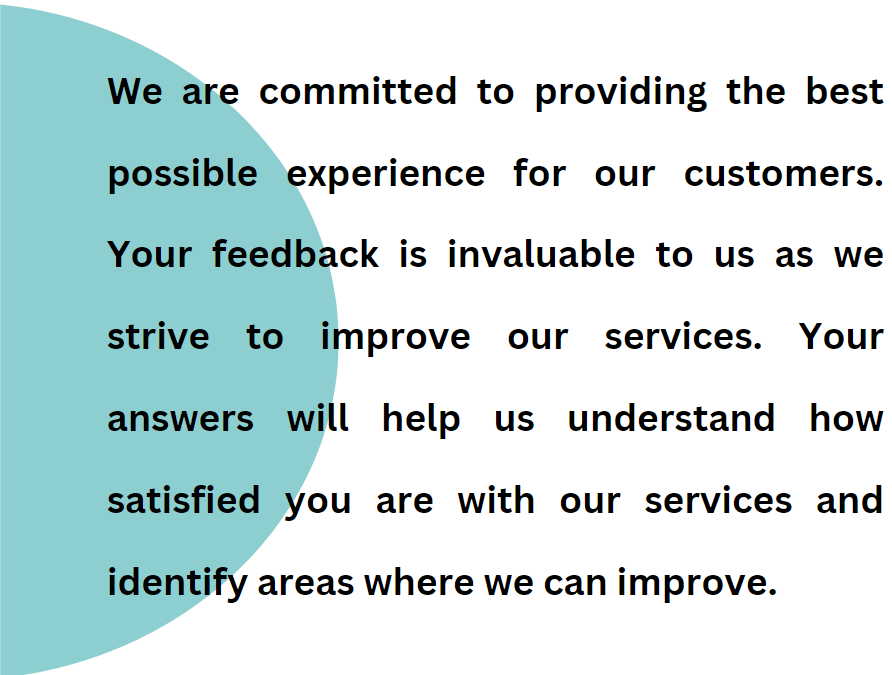 We are committed to providing the best
possible experience for our customers.
Your feedback is invaluable to us as we
strive to improve our services. Your
answers will help us understand how
satisfied you are with our services and
identify areas where we can improve.